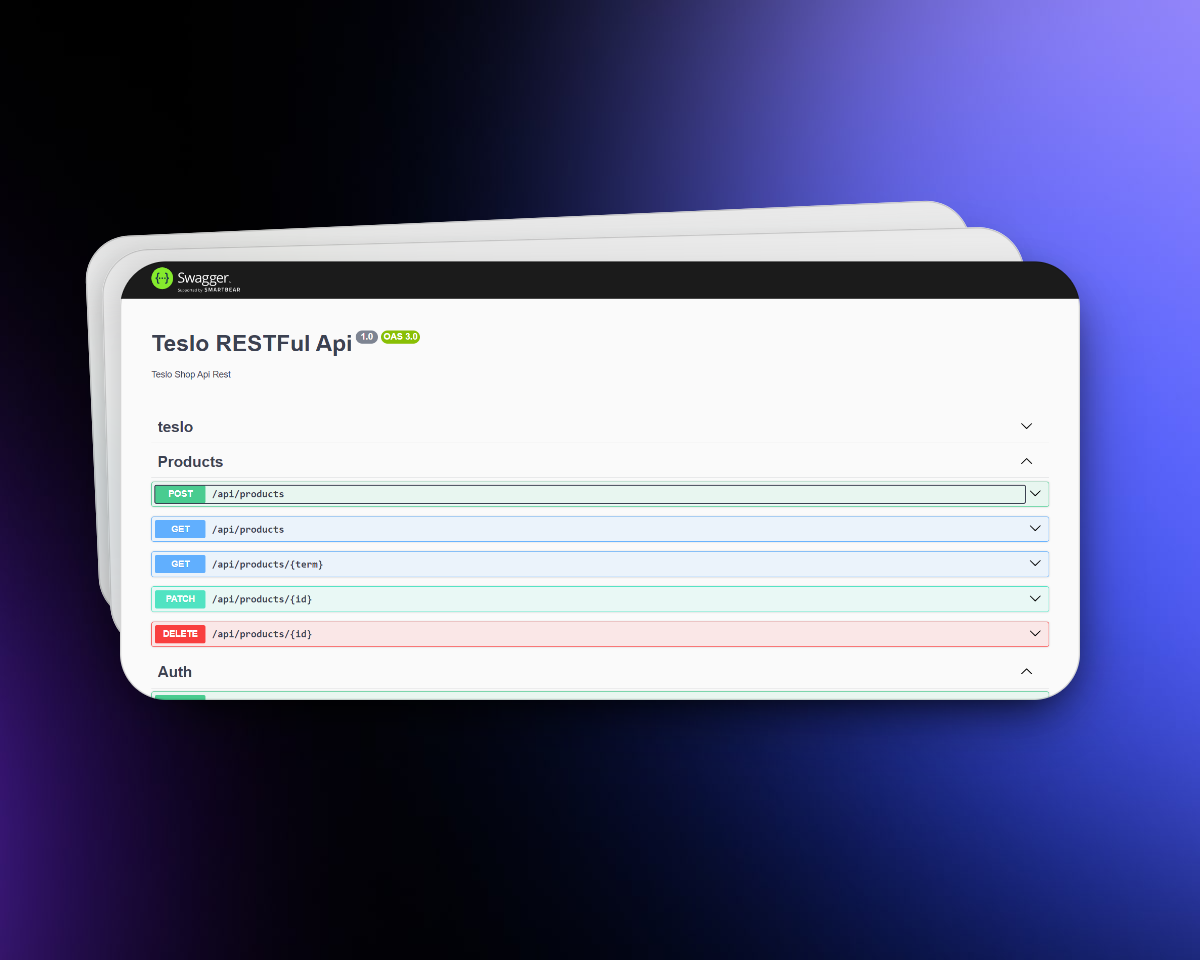 Swagger.
Supported by SMARTBEAR
Teslo RESTFul Api 1.0 OAS 3.0
Teslo Shop Api Rest
teslo
Products
POST /api/products
GET /api/products
GET /api/products/{term}
PATCH /api/products/{id}
DELETE /api/products/{id}
Auth